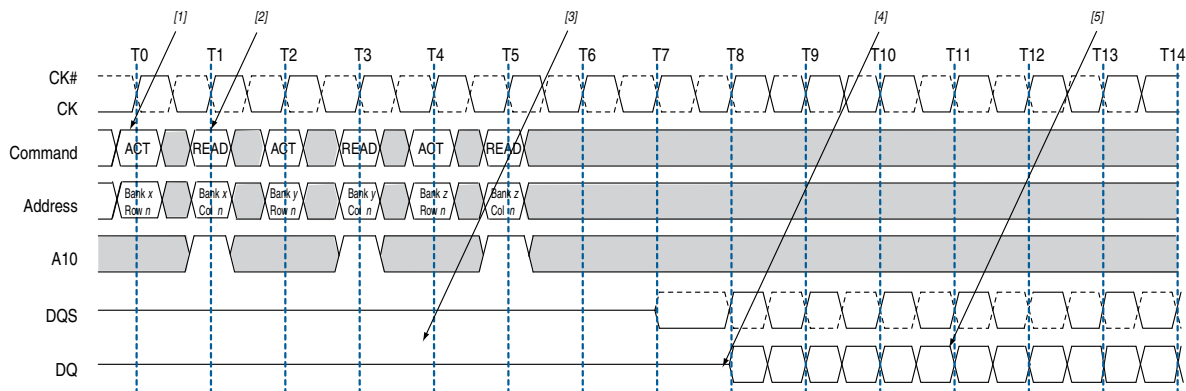 [1] [2] [3] [4] [5]
T0 T1 T2 T3 T4 T5 T6 T7 T8 T9 T10 T11 T12 T13 T14
CK#
CK
Command ACT READ ACT READ ACT READ
Address Bank x Bank x Bank y Bank y Bank z Bank z
Row n Col n Row n Col n Row n Col n
A10
DQS
DQ